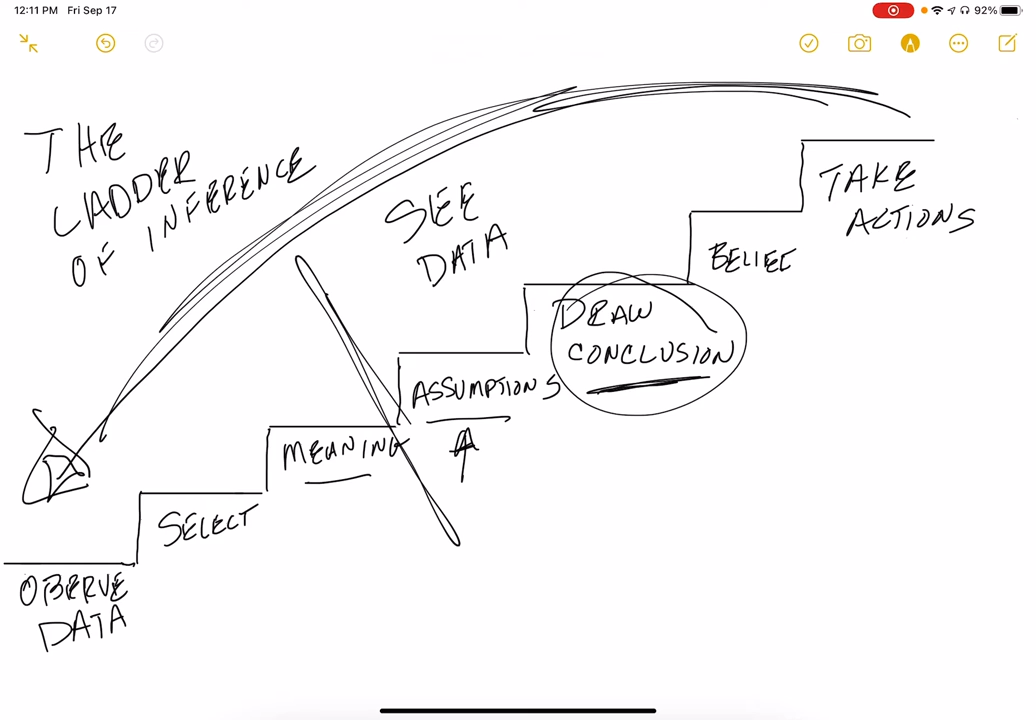 12:11 PM Fri Sep 17
92%
THE
LADDER
OF INFERENCE
SEE
DATA
TAKE
ACTIONS
BELIEF
DRAW
CONCLUSION
ASSUMPTIONS
MEANING
SELECT
OBERVE
DATA